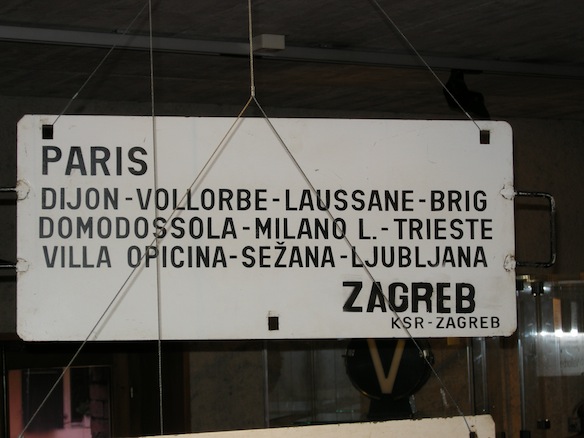 PARIS
DIJON-VOLLORBE-LAUSSANE-BRIG
DOMODOSSOLA-MILANO L.-TRIESTE
VILLA OPICINA-SEŽANA-LJUBLJANA
ZAGREB
KSR-ZAGREB
V